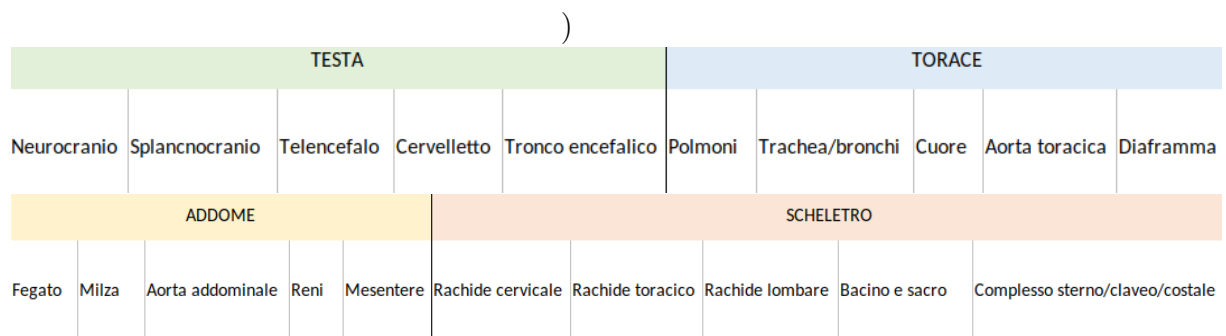 )
TESTA TORACE
Neurocranio Splancnocranio Telencefalo Cervelletto Tronco encefalico Polmoni Trachea/bronchi Cuore Aorta toracica Diaframma
ADDOME SCHELETRO
Fegato Milza Aorta addominale Reni Mesentere Rachide cervicale Rachide toracico Rachide lombare Bacino e sacro Complesso sterno/claveo/costale